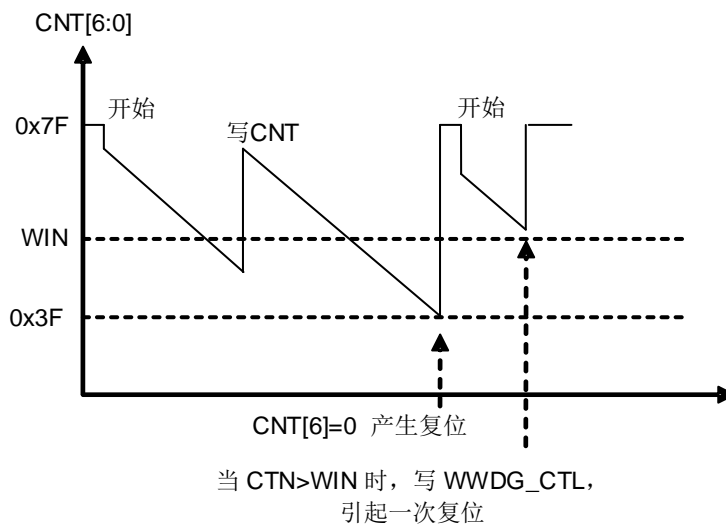 CNT[6:0]
开始
开始
0x7F
写CNT
WIN
0x3F
CNT[6]=0 产生复位
当 CTN>WIN 时，写 WWDG_CTL，
引起一次复位